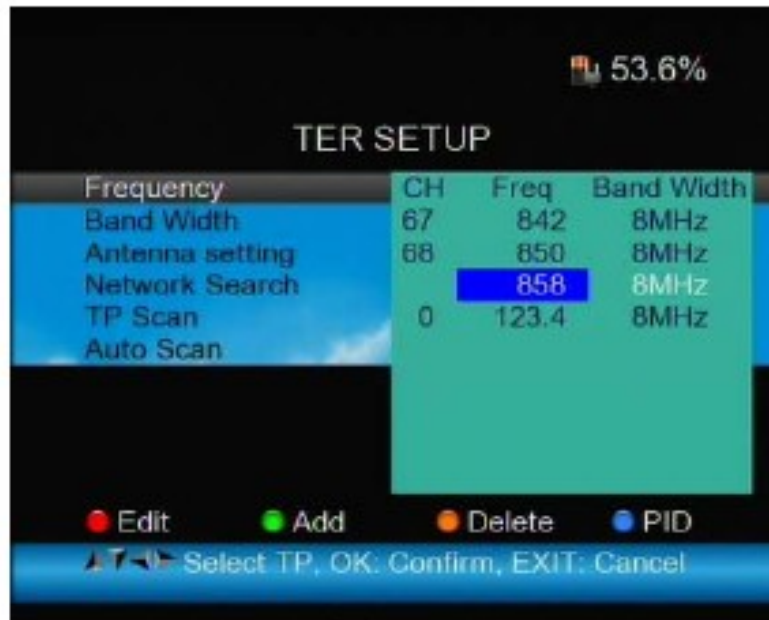 53.6%
TER SETUP
Frequency CH Freq Band Width
Band Width 67 842 8MHz
Antenna setting 68 850 8MHz
Network Search 858 8MHz
TP Scan 0 123.4 8MHz
Auto Scan
Edit Add Delete PID
Select TP, OK: Confirm, EXIT: Cancel